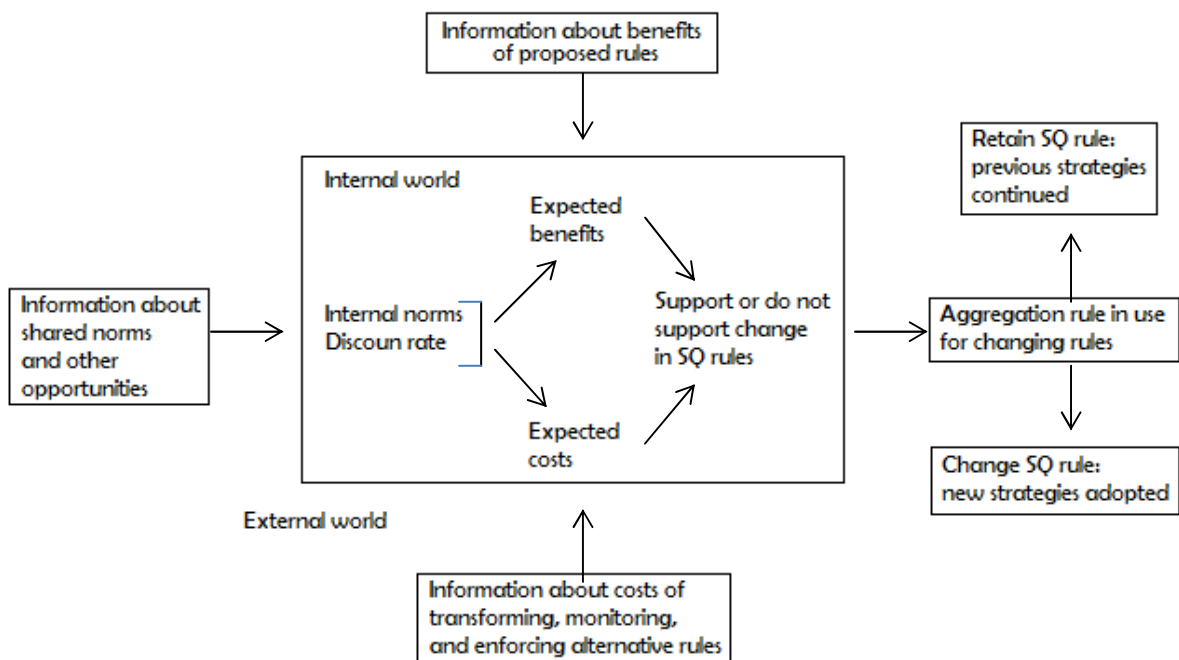 Information about benefits
of proposed rules
Retain SQ rule:
previous strategies
continued
Internal world
Expected
benefits
Information about
shared norms
and other
opportunities
Internal norms
Discoun rate
Support or do not
support change
in SQ rules
Aggregation rule in use
for changing rules
Expected
costs
Change SQ rule:
new strategies adopted
External world
Information about costs of
transforming, monitoring,
and enforcing alternative rules